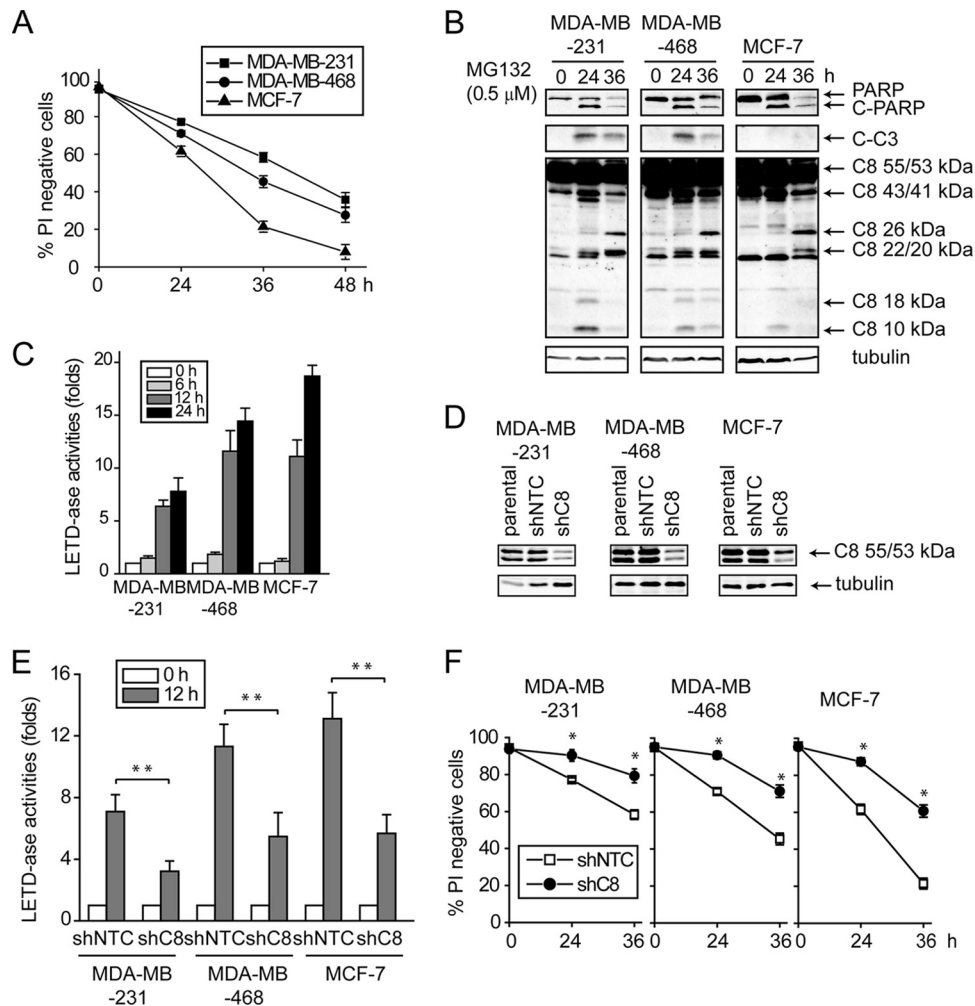 A
MDA-MB-231
MDA-MB-468
MCF-7
% PI negative cells
100
80
60
40
20
0
0 24 36 48 h
B
MDA-MB
-231
MDA-MB
-468
MCF-7
MG132
(0.5 µM)
0 24 36 0 24 36 0 24 36 h
PARP
C-PARP
C-C3
C8 55/53 kDa
C8 43/41 kDa
C8 26 kDa
C8 22/20 kDa
C8 18 kDa
C8 10 kDa
tubulin
C
LETD-ase activities (folds)
20
15
10
5
0
0 h
6 h
12 h
24 h
MDA-MB
-231
MDA-MB
-468
MCF-7
D
MDA-MB
-231
MDA-MB
-468
MCF-7
parental shNTC shC8 parental shNTC shC8 parental shNTC shC8
C8 55/53 kDa
tubulin
E
LETD-ase activities (folds)
16
12
8
4
0
0 h
12 h
**
**
**
shNTC shC8 shNTC shC8 shNTC shC8
MDA-MB
-231
MDA-MB
-468
MCF-7
F
MDA-MB
-231
MDA-MB
-468
MCF-7
% PI negative cells
100
80
60
40
20
0
* *
* *
* *
shNTC
shC8
0 24 36 0 24 36 0 24 36 h